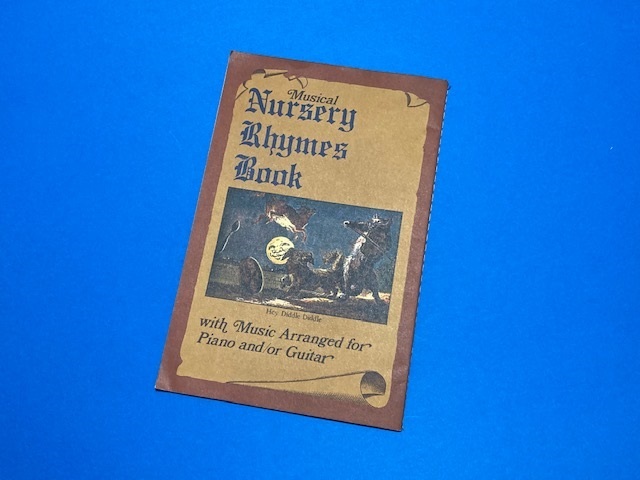 Musical
Nursery
Rhymes
Book
Hey Diddle Diddle
with Music Arranged for
Piano and/or Guitar